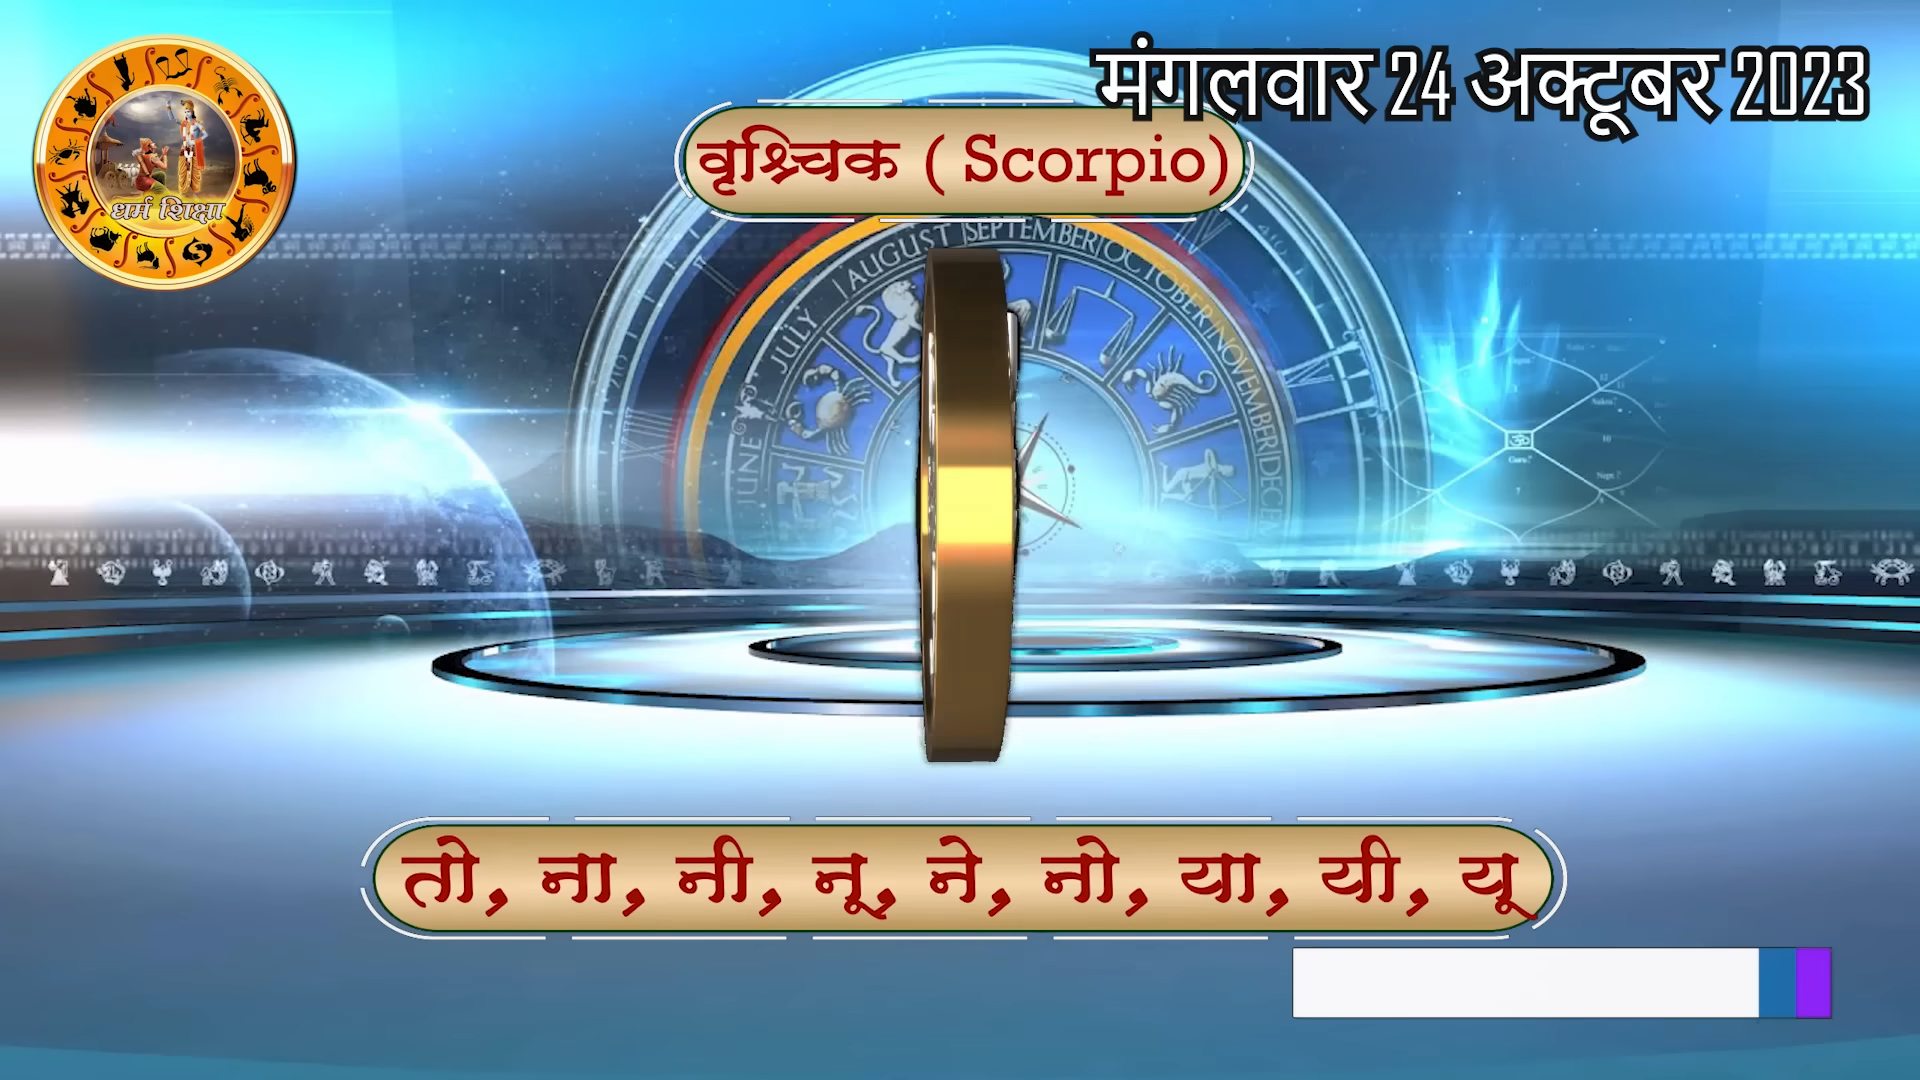 मंगलवार 24 अक्टूबर 2023
वृश्चिक ( Scorpio)
धर्म शिक्षा
JUNE JULY AUGUST SEPTEMBER OCTOBER NOVEMBER
तो, ना, नी, नू, ने, नो, या, यी, यू